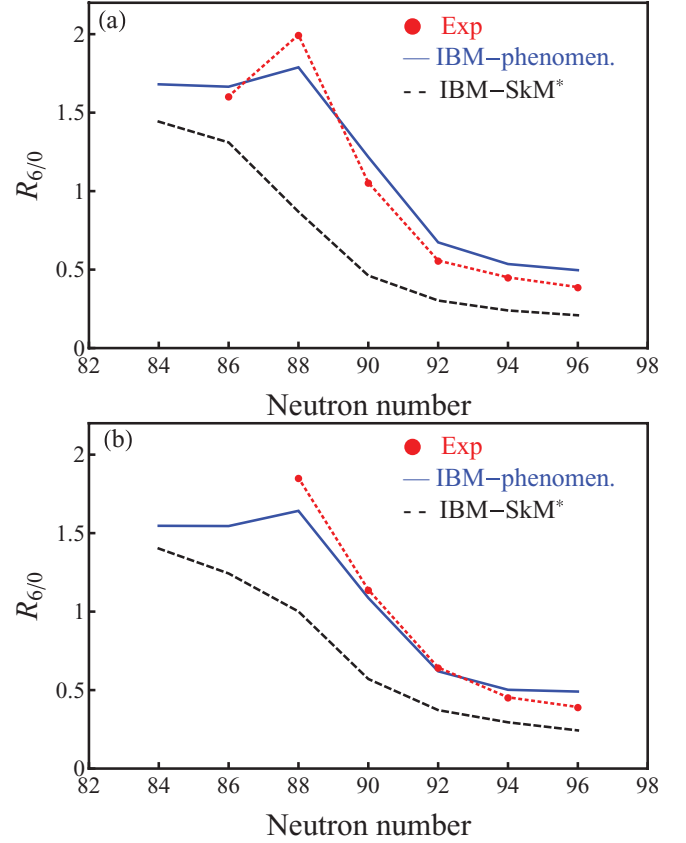 (a)
Exp
IBM−phenomen.
IBM−SkM*
R6/0
2
1.5
1
0.5
0
82 84 86 88 90 92 94 96 98
Neutron number
(b)
Exp
IBM−phenomen.
IBM−SkM*
R6/0
2
1.5
1
0.5
0
82 84 86 88 90 92 94 96 98
Neutron number